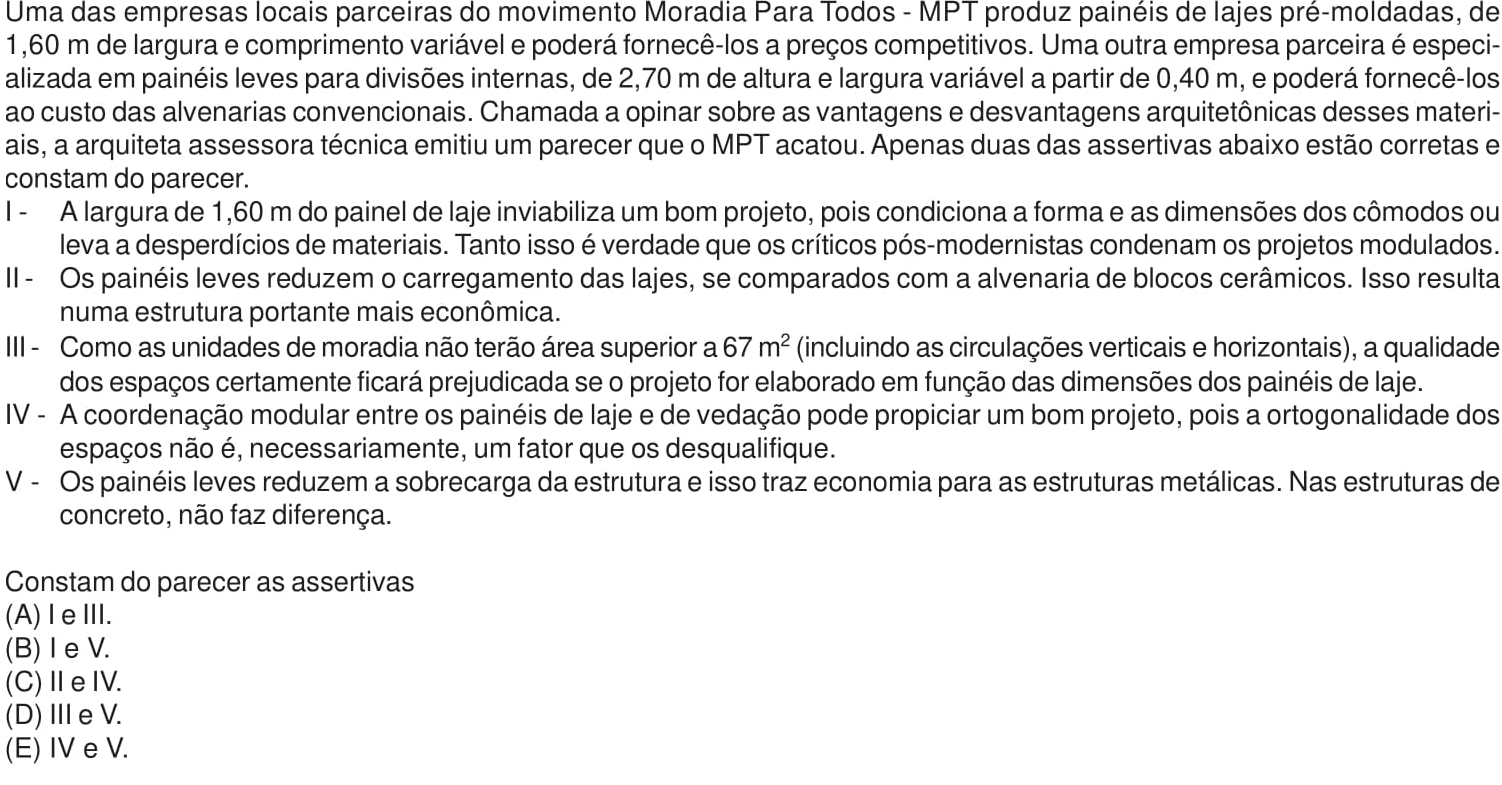 Uma das empresas locais parceiras do movimento Moradia Para Todos - MPT produz painéis de lajes pré-moldadas, de
1,60 m de largura e comprimento variável e poderá fornecê-los a preços competitivos. Uma outra empresa parceira é especi-
alizada em painéis leves para divisões internas, de 2,70 m de altura e largura variável a partir de 0,40 m, e poderá fornecê-los
ao custo das alvenarias convencionais. Chamada a opinar sobre as vantagens e desvantagens arquitetônicas desses materi-
ais, a arquiteta assessora técnica emitiu um parecer que o MPT acatou. Apenas duas das assertivas abaixo estão corretas e
constam do parecer.
I - A largura de 1,60 m do painel de laje inviabiliza um bom projeto, pois condiciona a forma e as dimensões dos cômodos ou
leva a desperdícios de materiais. Tanto isso é verdade que os críticos pós-modernistas condenam os projetos modulados.
II - Os painéis leves reduzem o carregamento das lajes, se comparados com a alvenaria de blocos cerâmicos. Isso resulta
numa estrutura portante mais econômica.
III - Como as unidades de moradia não terão área superior a 67 m² (incluindo as circulações verticais e horizontais), a qualidade
dos espaços certamente ficará prejudicada se o projeto for elaborado em função das dimensões dos painéis de laje.
IV - A coordenação modular entre os painéis de laje e de vedação pode propiciar um bom projeto, pois a ortogonalidade dos
espaços não é, necessariamente, um fator que os desqualifique.
V - Os painéis leves reduzem a sobrecarga da estrutura e isso traz economia para as estruturas metálicas. Nas estruturas de
concreto, não faz diferença.
Constam do parecer as assertivas
(A) I e III.
(B) I e V.
(C) II e IV.
(D) III e V.
(E) IV e V.